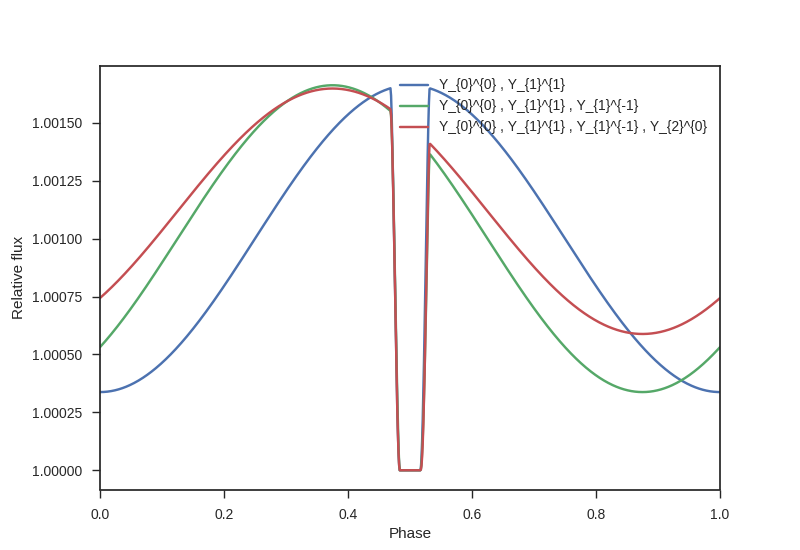 Y_{0}^{0} , Y_{1}^{1}
Y_{0}^{0} , Y_{1}^{1} , Y_{1}^{-1}
Y_{0}^{0} , Y_{1}^{1} , Y_{1}^{-1} , Y_{2}^{0}
1.00150
1.00125
1.00100
1.00075
1.00050
1.00025
1.00000
Relative flux
0.0 0.2 0.4 0.6 0.8 1.0
Phase